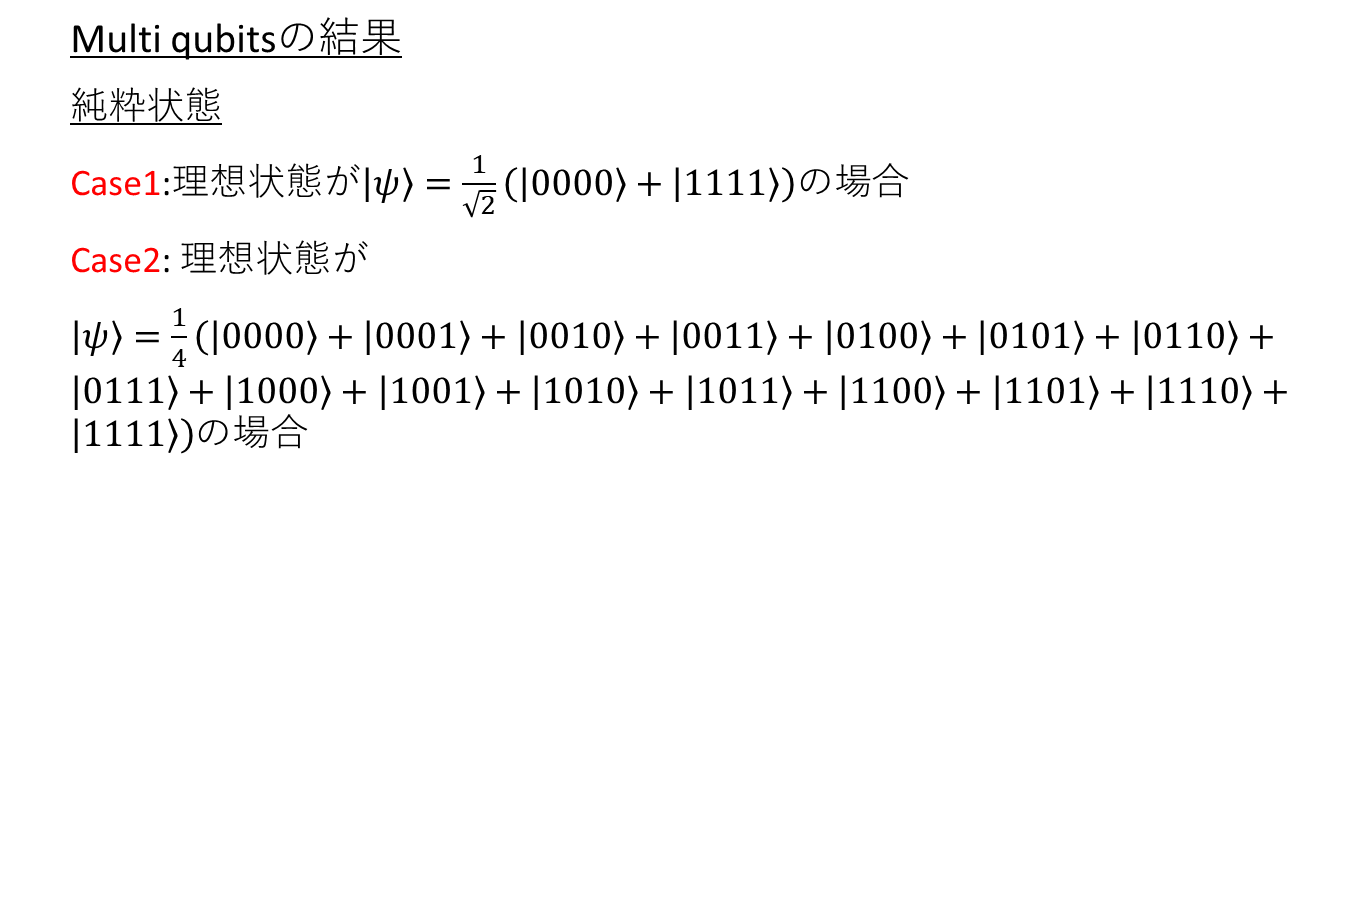 Multi qubitsの結果
純粋状態
Case1:理想状態が|ψ⟩ = 1/√2 (|0000⟩ + |1111⟩)の場合
Case2: 理想状態が
|ψ⟩ = 1/4 (|0000⟩ + |0001⟩ + |0010⟩ + |0011⟩ + |0100⟩ + |0101⟩ + |0110⟩ +
|0111⟩ + |1000⟩ + |1001⟩ + |1010⟩ + |1011⟩ + |1100⟩ + |1101⟩ + |1110⟩ +
|1111⟩)の場合